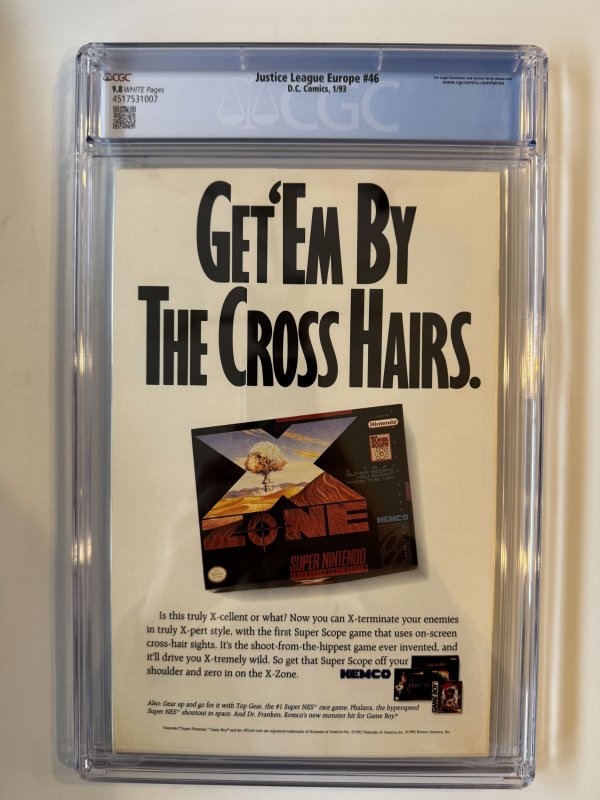 CGC
9.8 WHITE Pages
4517531007
Justice League Europe #46
D.C. Comics, 1/93
www.cgccomics.com/terms
CGC
GET 'EM BY
THE CROSS HAIRS.
Nintendo
X
ZONE
KEMCO
SUPER NINTENDO
ENTERTAINMENT SYSTEM
Is this truly X-cellent or what? Now you can X-terminate your enemies
in truly X-pert style, with the first Super Scope game that uses on-screen
cross-hair sights. It's the shoot-from-the-hippest game ever invented, and
it'll drive you X-tremely wild. So get that Super Scope off your
shoulder and zero in on the X-Zone.
KEMCO
Also: Gear up and go for it with Top Gear, the #1 Super NES™ race game. Phalanx, the hyperspeed
Super NES™ shootout in space. And Dr. Franken, Kemco's new monster hit for Game Boy.®